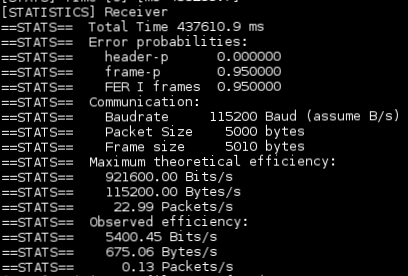 [STATISTICS] Receiver
==STATS== Total Time 437610.9 ms
==STATS== Error probabilities:
==STATS== header-p 0.000000
==STATS== frame-p 0.950000
==STATS== FER I frames 0.950000
==STATS== Communication:
==STATS== Baudrate 115200 Baud (assume B/s)
==STATS== Packet Size 5000 bytes
==STATS== Frame size 5010 bytes
==STATS== Maximum theoretical efficiency:
==STATS== 921600.00 Bits/s
==STATS== 115200.00 Bytes/s
==STATS== 22.99 Packets/s
==STATS== Observed efficiency:
==STATS== 5400.45 Bits/s
==STATS== 675.06 Bytes/s
==STATS== 0.13 Packets/s